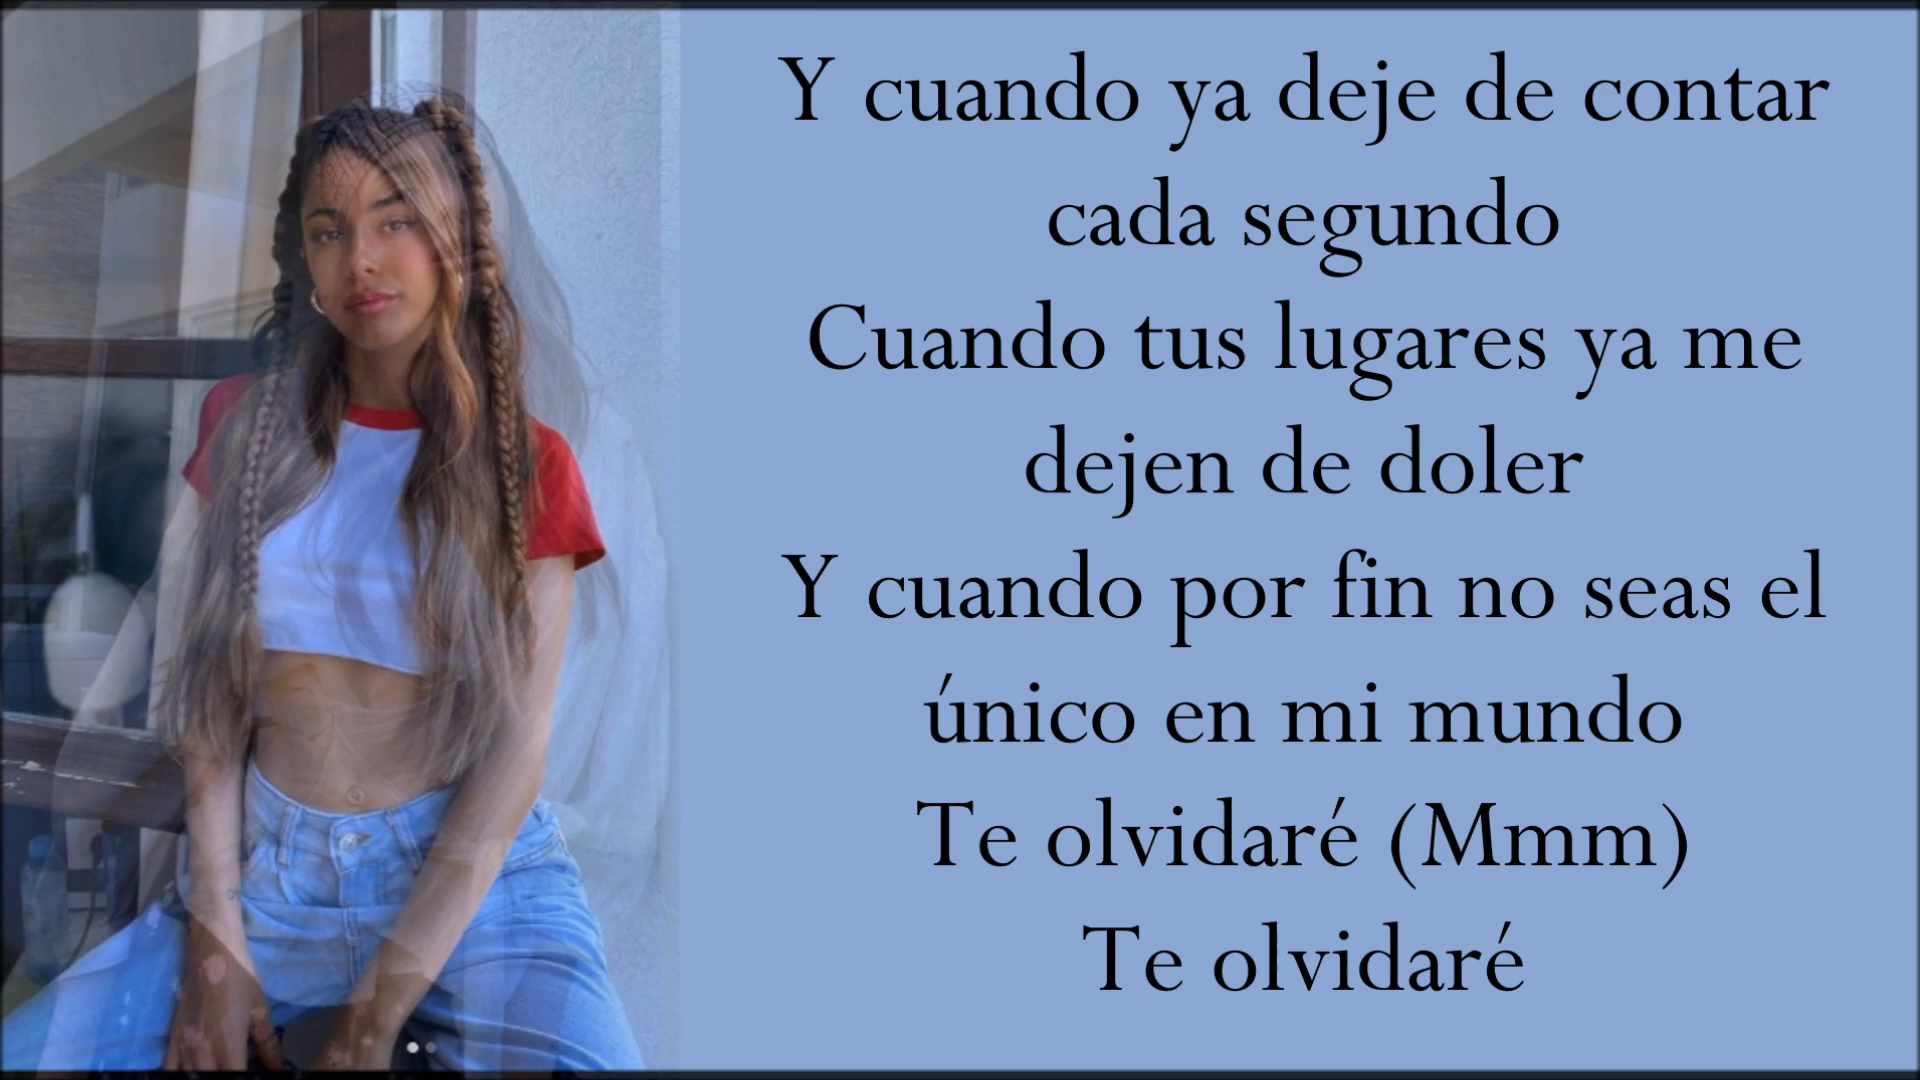 Y cuando ya deje de contar
cada segundo
Cuando tus lugares ya me
dejen de doler
Y cuando por fin no seas el
único en mi mundo
Te olvidaré (Mmm)
Te olvidaré